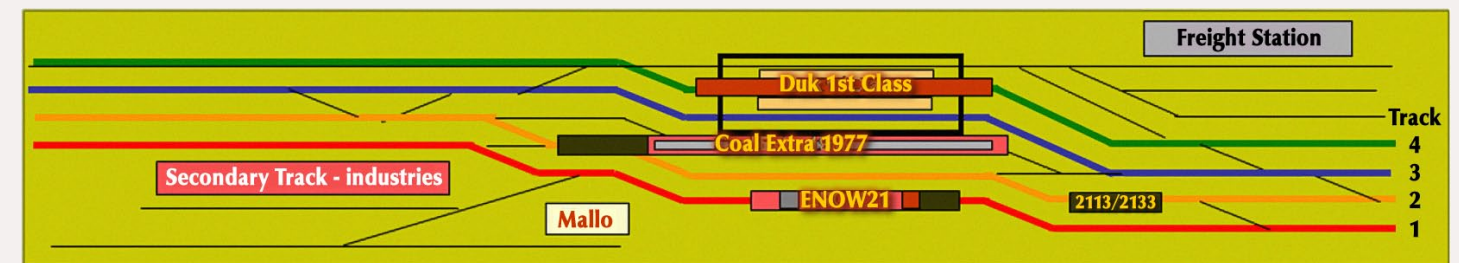 Freight Station
Duk 1st Class
Track
Coal Extra 1977
4
3
Secondary Track - industries
ENOW21
2113/2133
2
Mallo
1